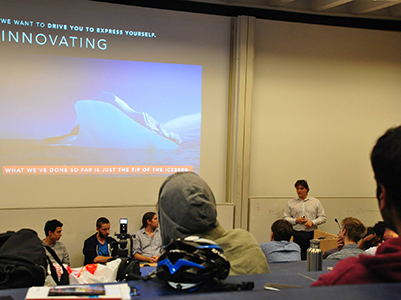 WE WANT TO DRIVE YOU TO EXPRESS YOURSELF.
INNOVATING
WHAT WE'VE DONE SO FAR IS JUST THE TIP OF THE ICEBERG